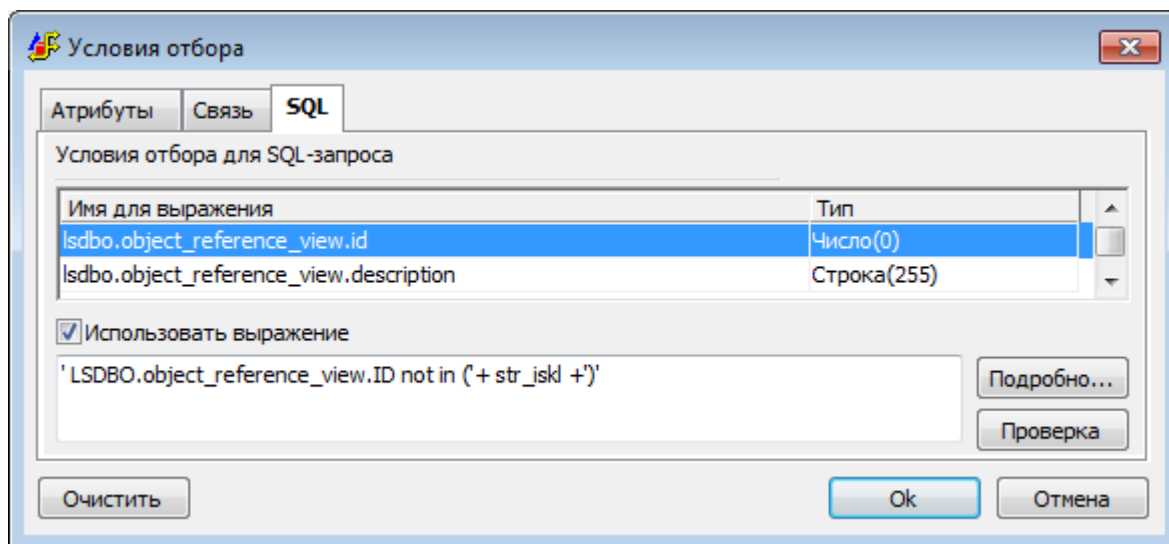 Условия отбора
Атрибуты Связь SQL
Условия отбора для SQL-запроса
Имя для выражения Тип
lsdbo.object_reference_view.id Число(0)
lsdbo.object_reference_view.description Строка(255)
Использовать выражение
' LSDBO.object_reference_view.ID not in ('+ str_iskl +')'
Подробно...
Проверка
Очистить Ok Отмена